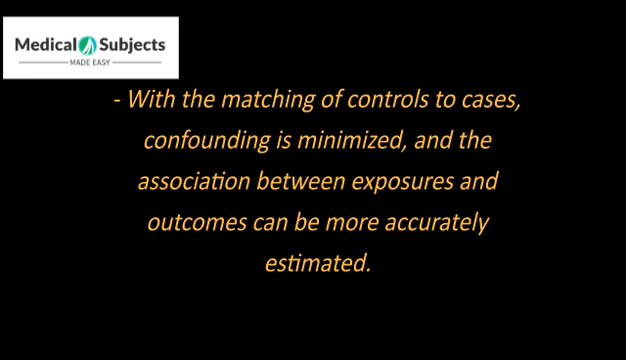 Medical Subjects
MADE EASY
- With the matching of controls to cases,
confounding is minimized, and the
association between exposures and
outcomes can be more accurately
estimated.